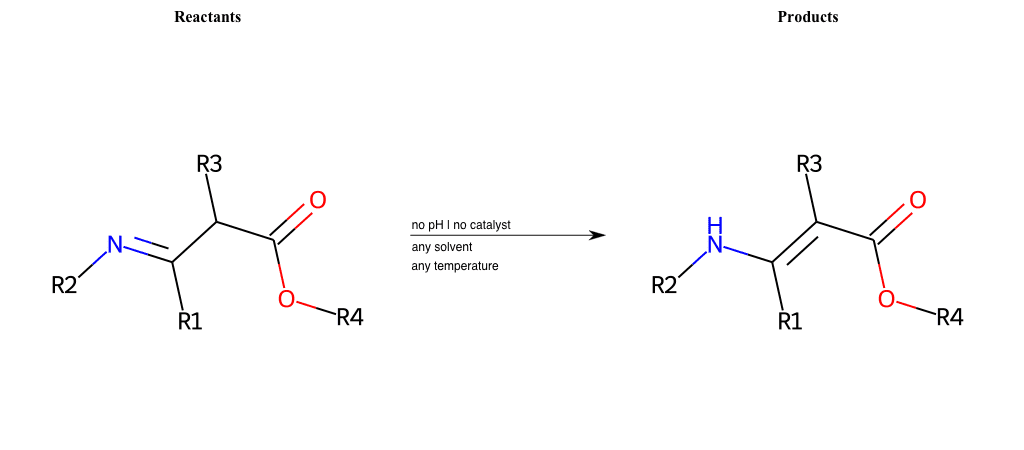 Reactants
Products
R3
O
N
R2
R1
O
R4
no pH | no catalyst
any solvent
any temperature
R3
O
H
N
R2
R1
O
R4